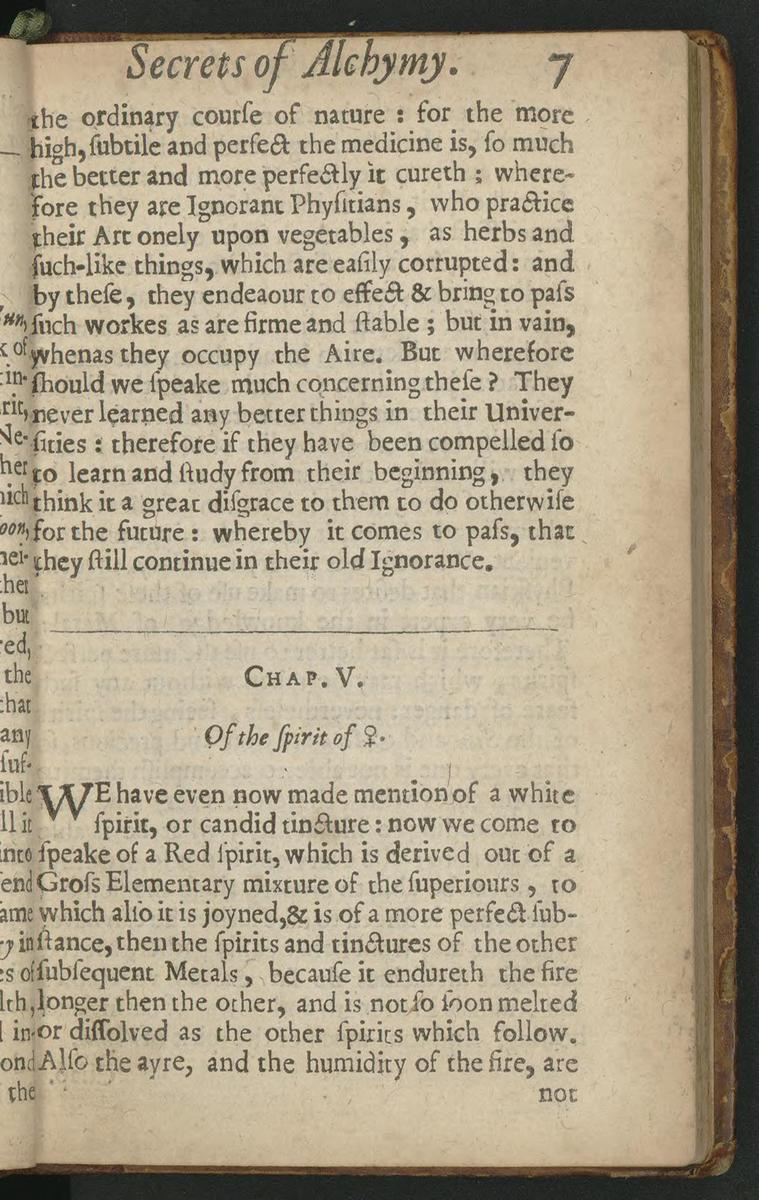 Secrets of Alchymy. 7
the ordinary courſe of nature : for the more
high, ſubtile and perfect the medicine is, ſo much
the better and more perfectly it cureth ; where-
fore they are Ignorant Phyſitians, who practice
their Art onely upon vegetables, as herbs and
ſuch-like things, which are eaſily corrupted: and
by theſe, they endeaour to effect & bring to paſs
ſuch workes as are firme and ſtable ; but in vain,
whenas they occupy the Aire. But wherefore
ſhould we ſpeake much concerning theſe ? They
never learned any better things in their Univer-
ſities : therefore if they have been compelled ſo
to learn and ſtudy from their beginning, they
think it a great diſgrace to them to do otherwiſe
for the future : whereby it comes to paſs, that
they ſtill continue in their old Ignorance.
CHAP. V.
Of the ſpirit of ♀.
WE have even now made mention of a white
ſpirit, or candid tincture : now we come to
ſpeake of a Red ſpirit, which is derived out of a
Groſs Elementary mixture of the ſuperiours, to
which alſo it is joyned, & is of a more perfect ſub-
ſtance, then the ſpirits and tinctures of the other
ſubſequent Metals, becauſe it endureth the fire
longer then the other, and is not ſo ſoon melted
or diſſolved as the other ſpirits which follow.
Alſo the ayre, and the humidity of the fire, are
not